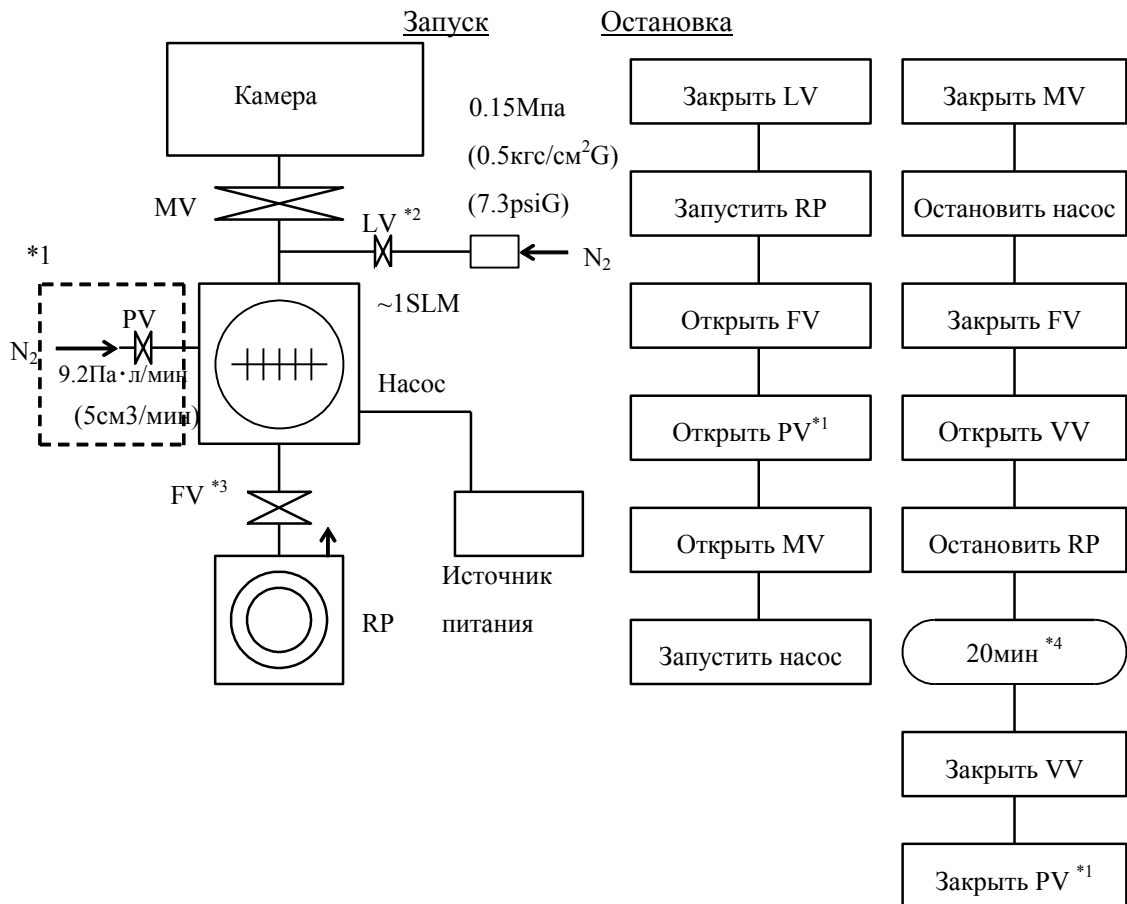 Запуск
Остановка
Камера
0.15Мпа
(0.5кгс/см²G)
(7.3psiG)
MV
LV *2
N₂
*1
~1SLM
PV
N₂
9.2Па·л/мин
(5см3/мин)
Насос
FV *3
Источник
питания
RP
Закрыть LV
Запустить RP
Открыть FV
Открыть PV*1
Открыть MV
Запустить насос
Закрыть MV
Остановить насос
Закрыть FV
Открыть VV
Остановить RP
20мин *4
Закрыть VV
Закрыть PV *1